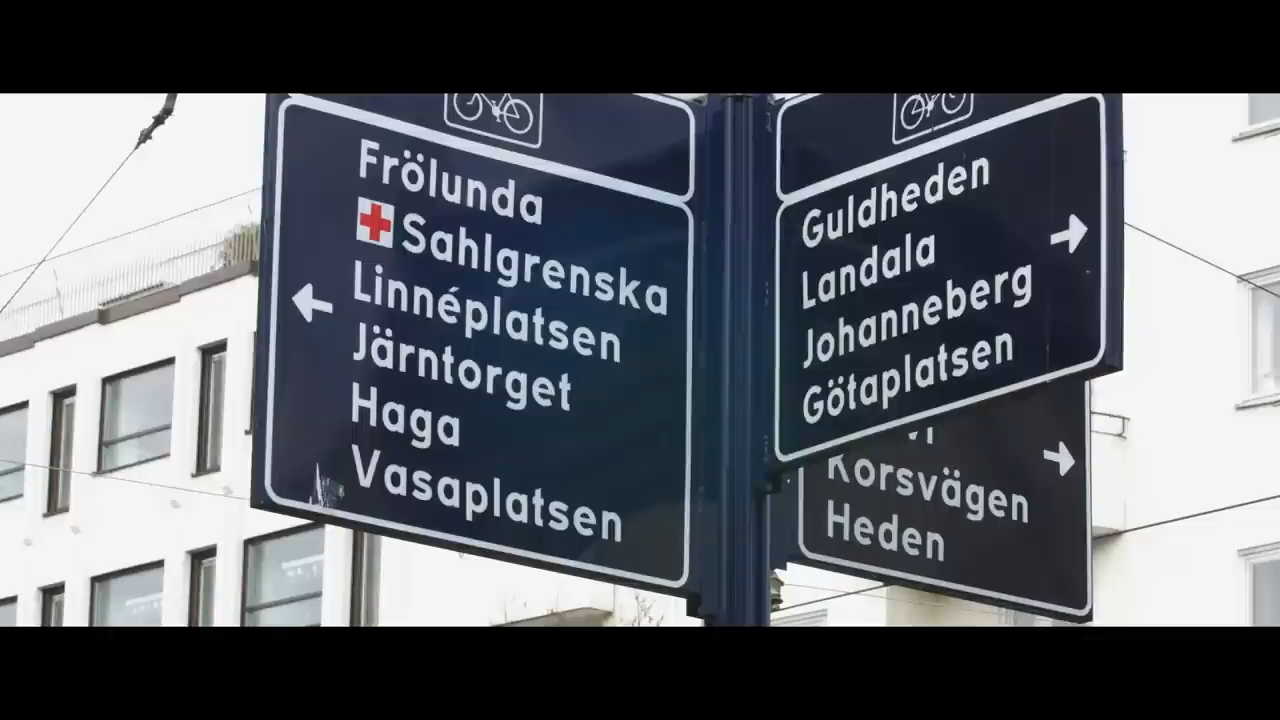 Frölunda
Sahlgrenska
Linnéplatsen
Järntorget
Haga
Vasaplatsen
Guldheden
Landala
Johanneberg
Götaplatsen
Korsvägen
Heden